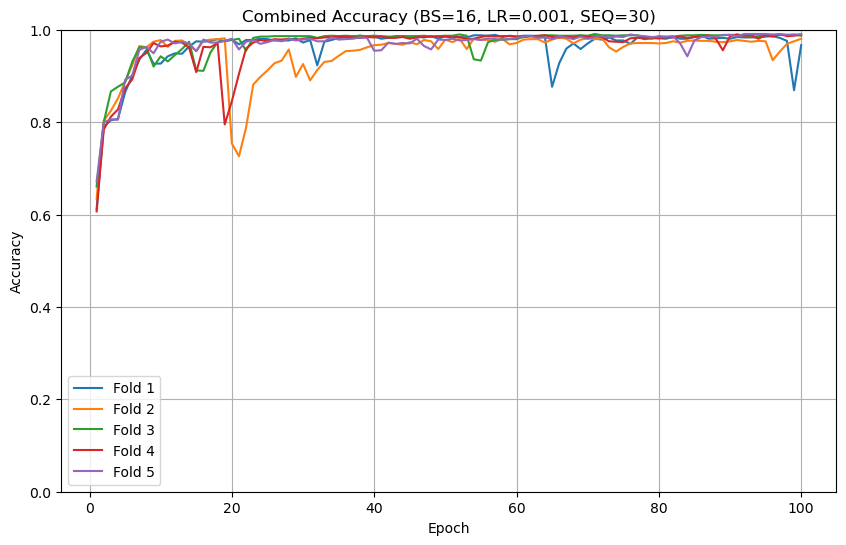 Combined Accuracy (BS=16, LR=0.001, SEQ=30)
1.0
0.8
0.6
0.4
0.2
0.0
Accuracy
Fold 1
Fold 2
Fold 3
Fold 4
Fold 5
0 20 40 60 80 100
Epoch